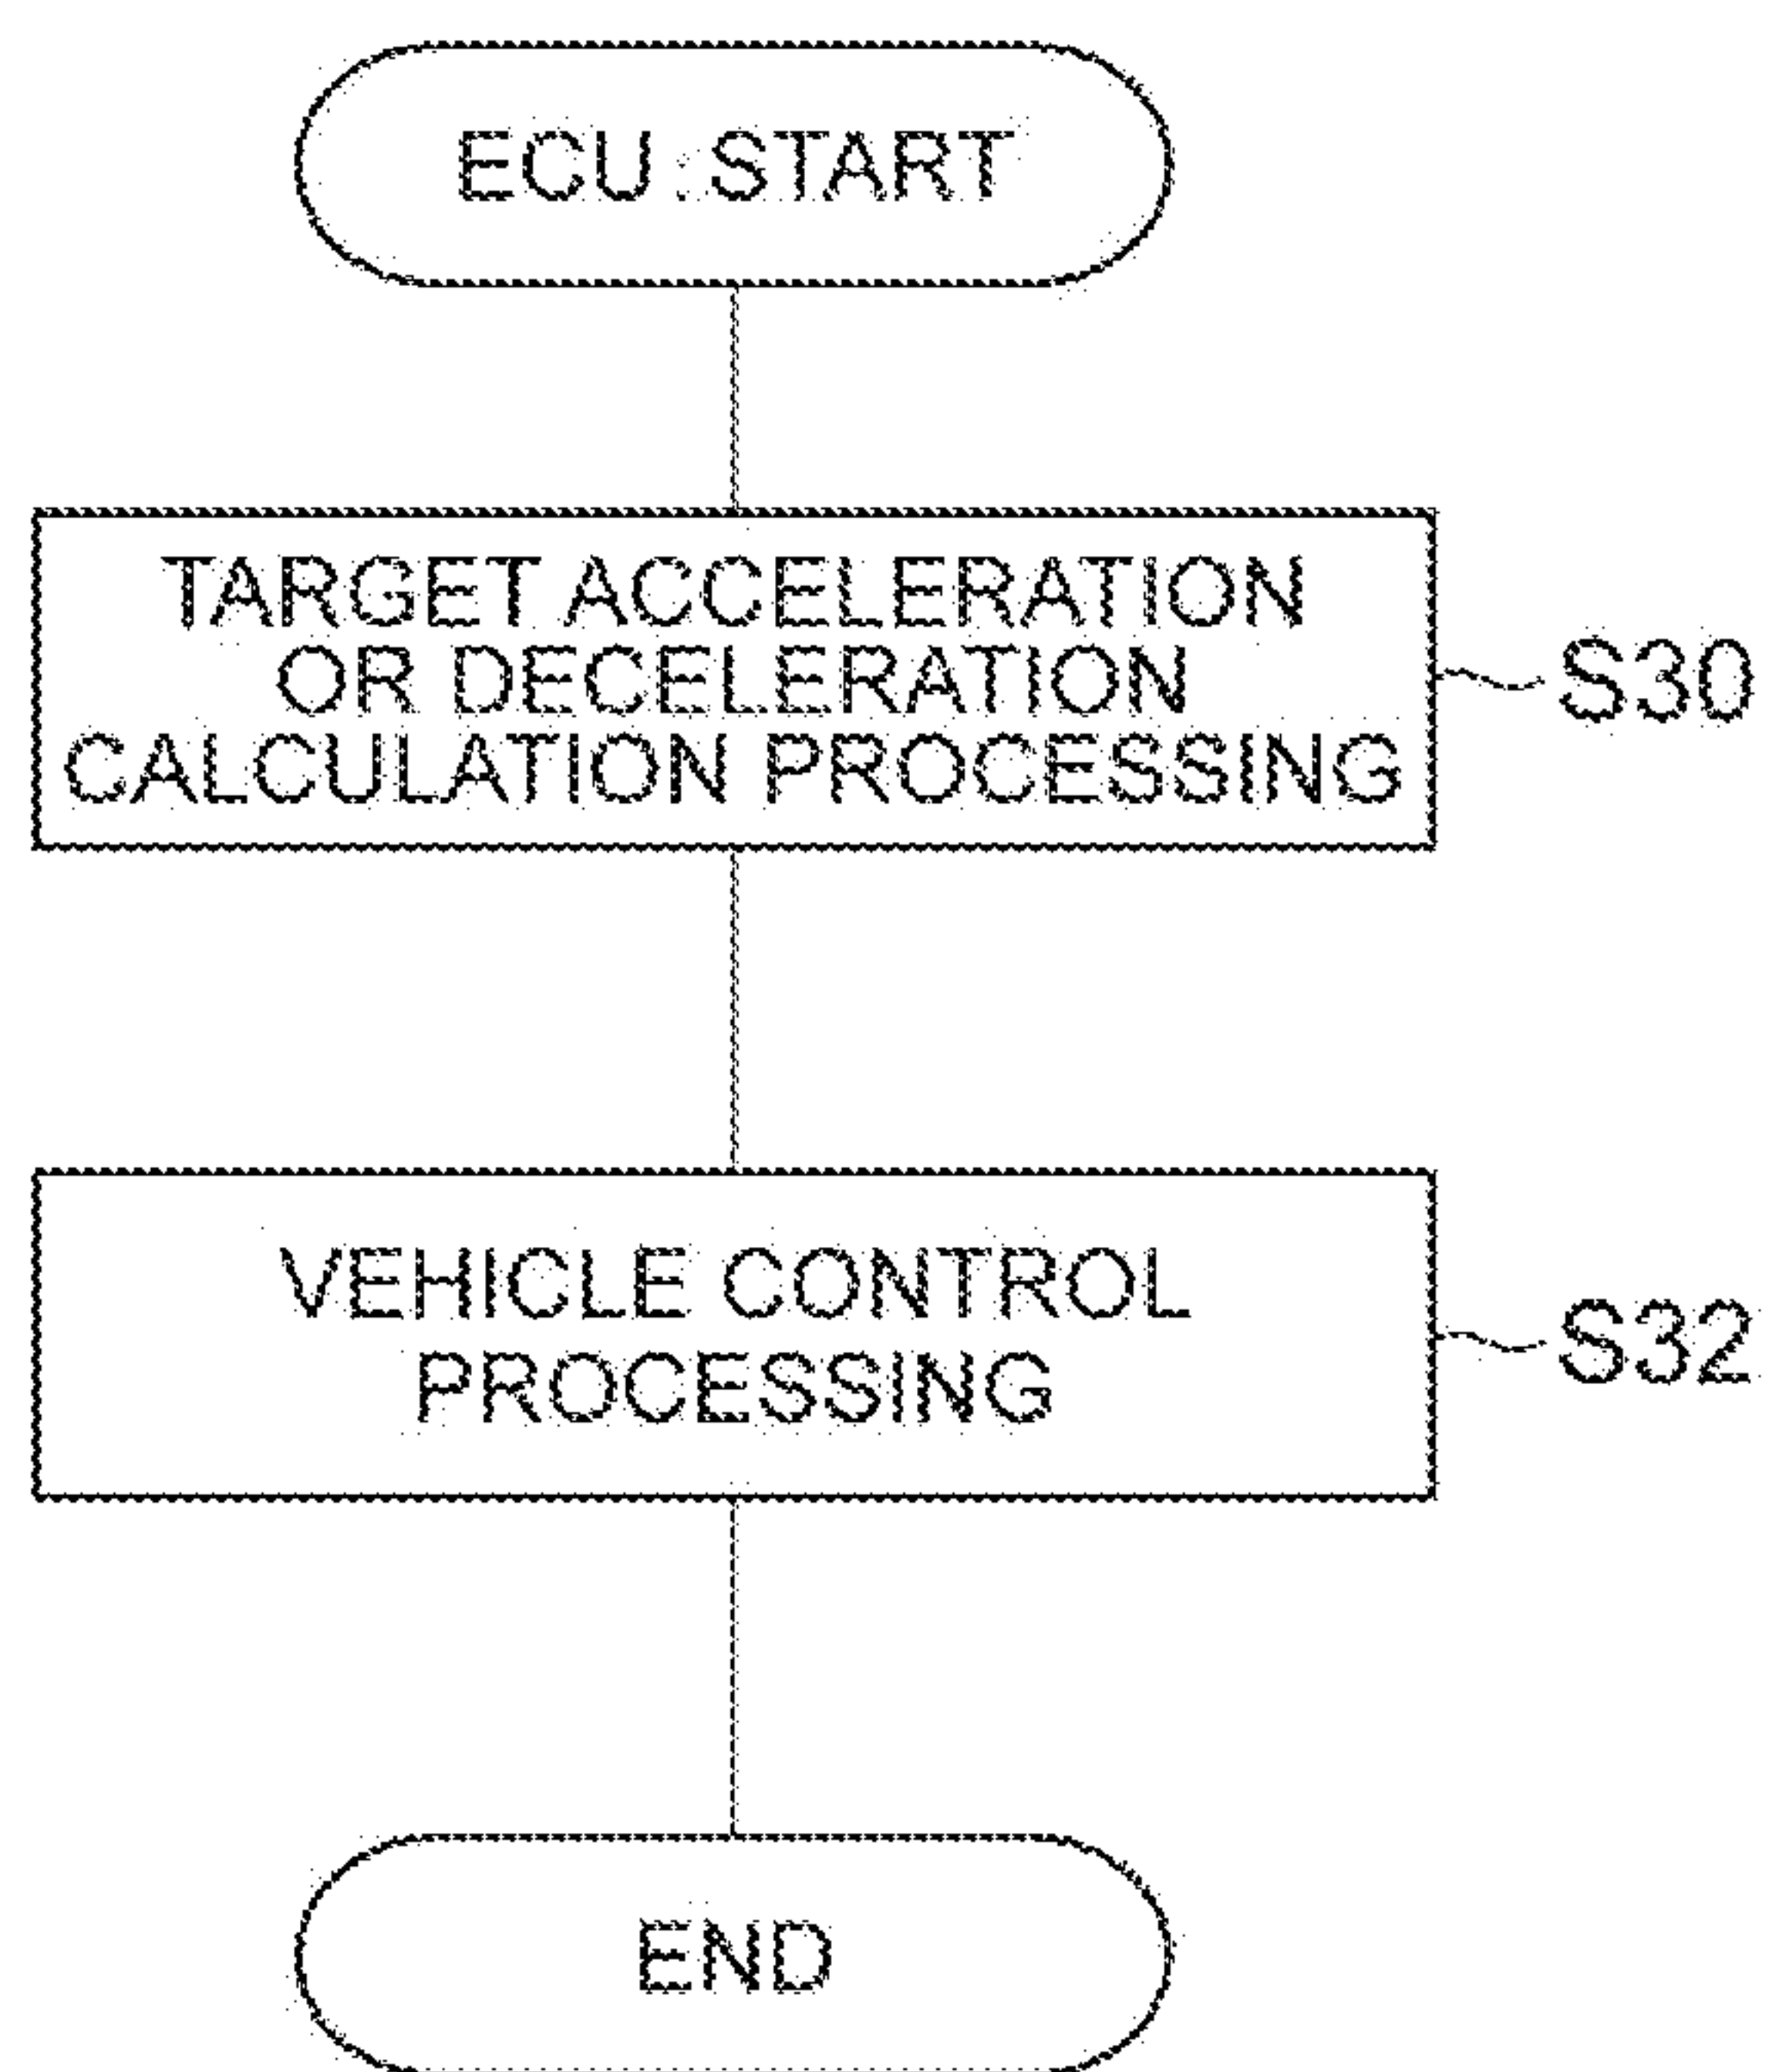 ECU START
TARGET ACCELERATION
OR DECELERATION
CALCULATION PROCESSING
S30
VEHICLE CONTROL
PROCESSING
S32
END